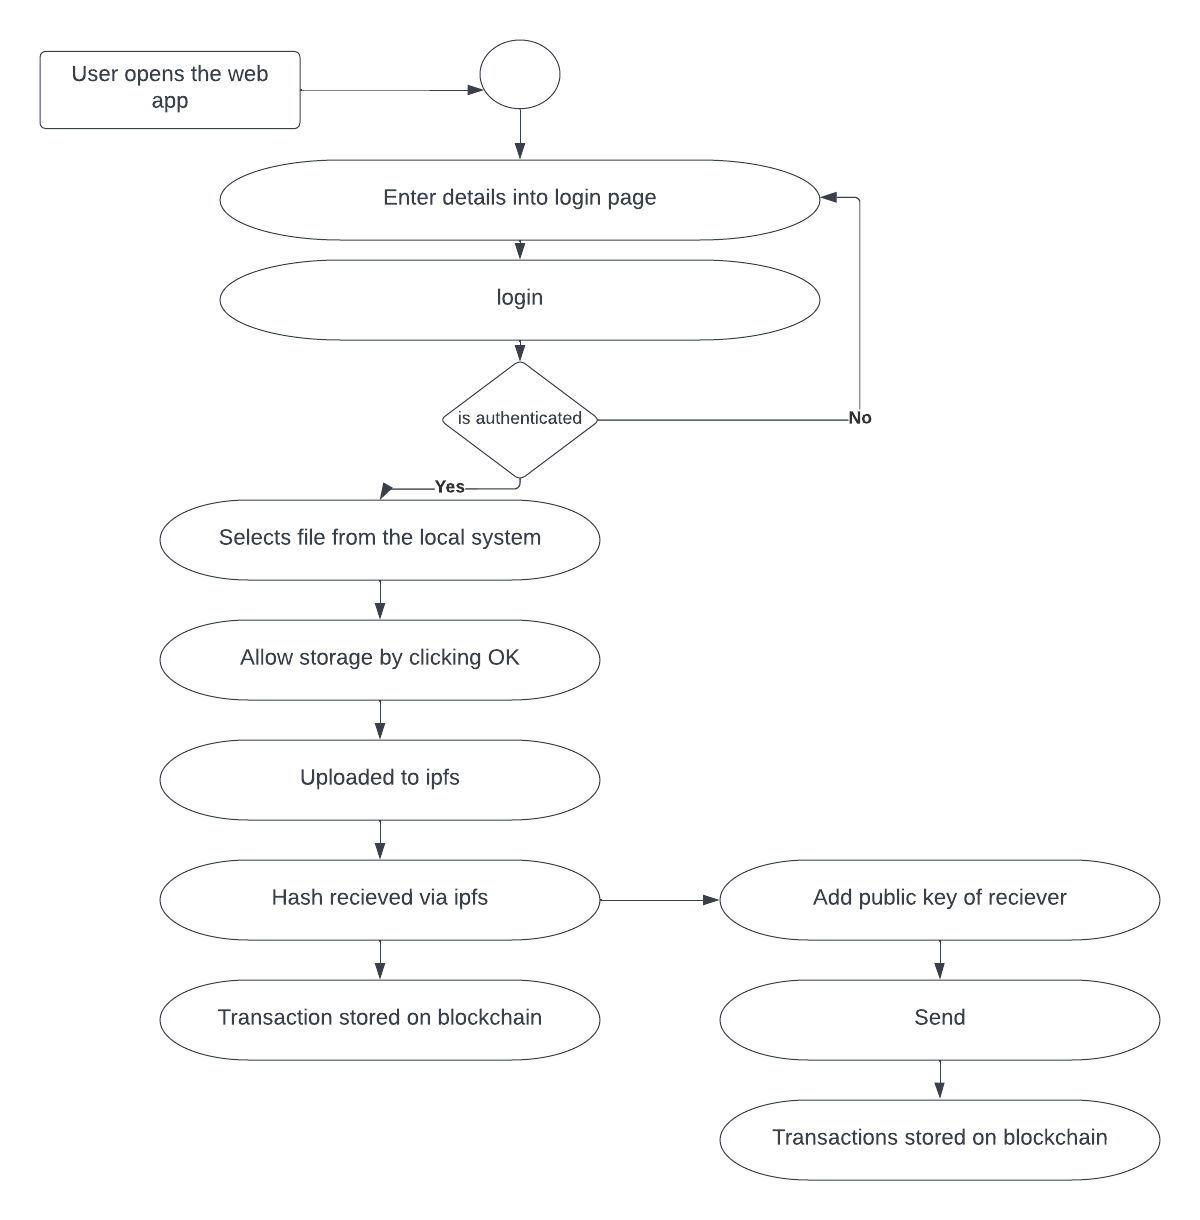 User opens the web
app
Enter details into login page
login
is authenticated
No
Yes
Selects file from the local system
Allow storage by clicking OK
Uploaded to ipfs
Hash recieved via ipfs
Add public key of reciever
Transaction stored on blockchain
Send
Transactions stored on blockchain